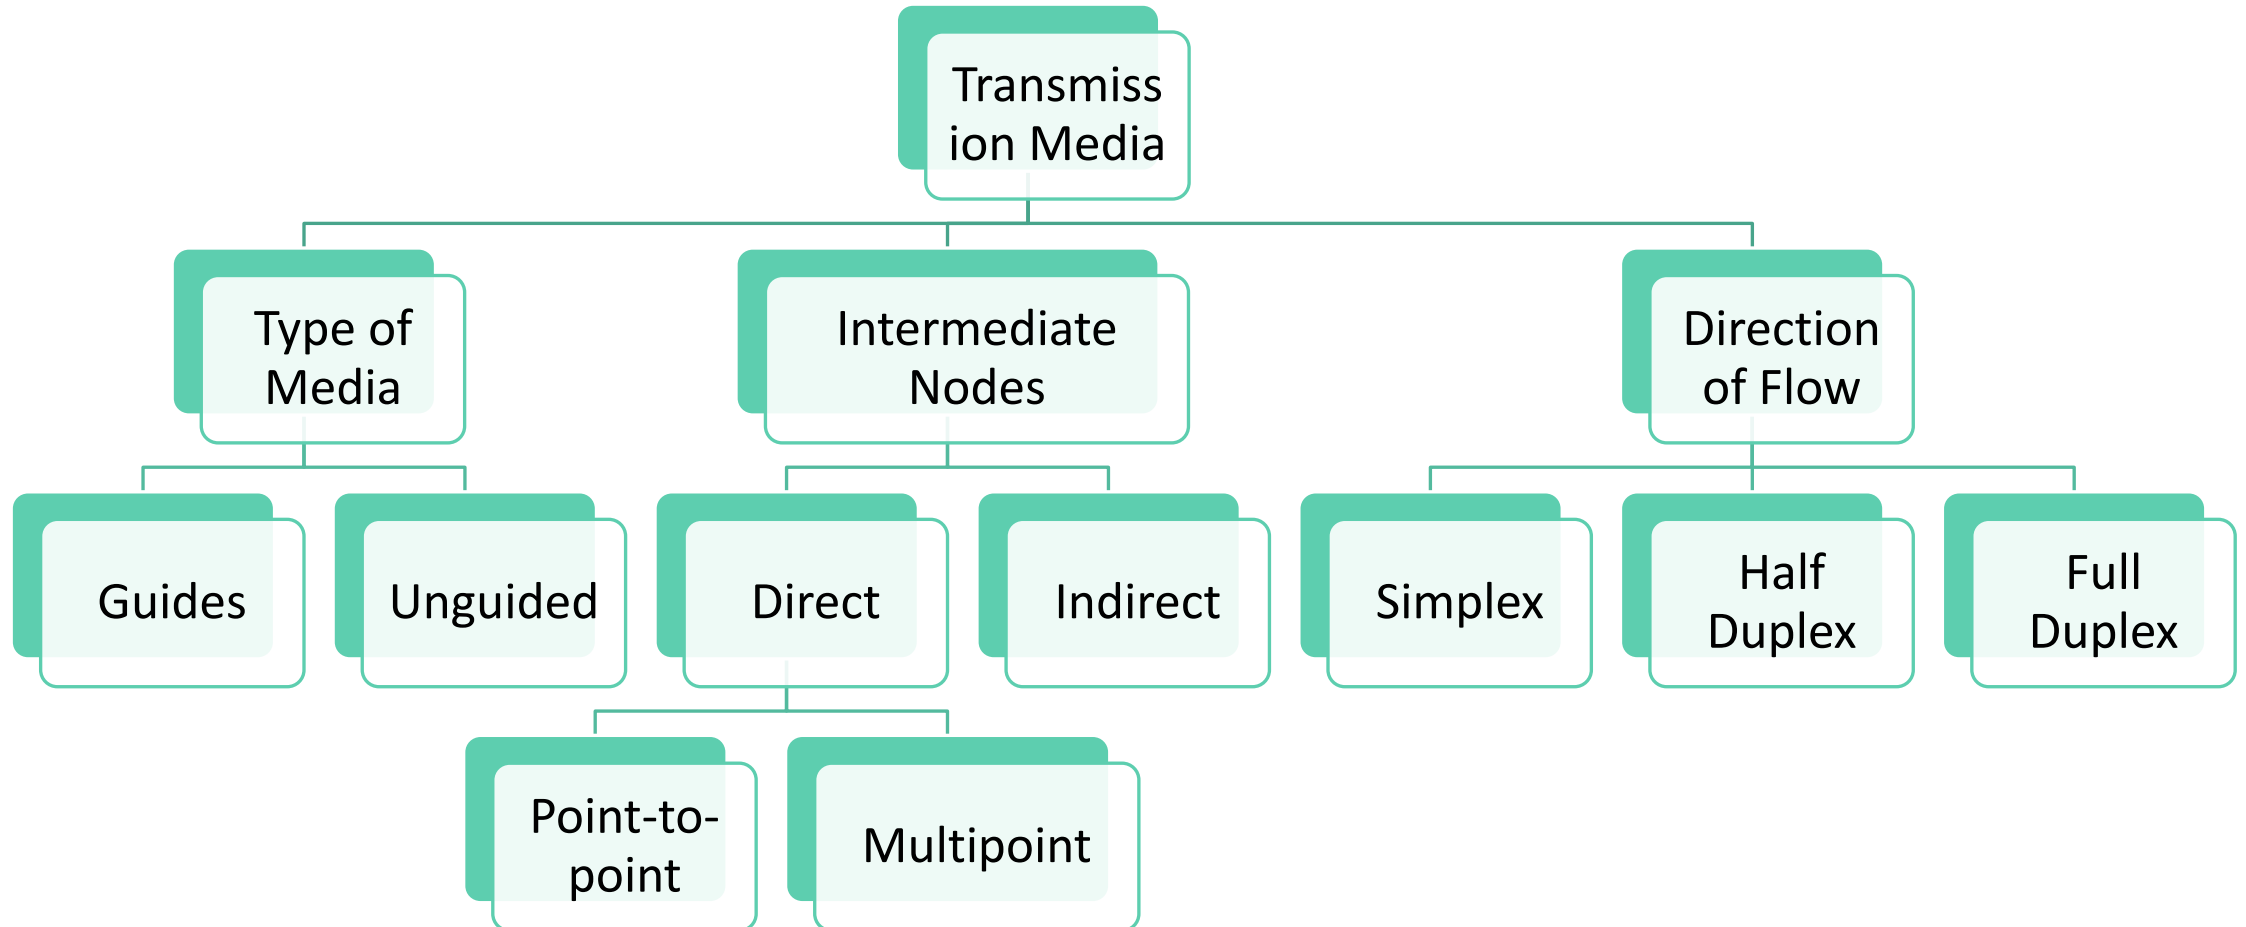 Transmiss
ion Media
Type of
Media
Intermediate
Nodes
Direction
of Flow
Guides
Unguided
Direct
Indirect
Simplex
Half
Duplex
Full
Duplex
Point-to-
point
Multipoint